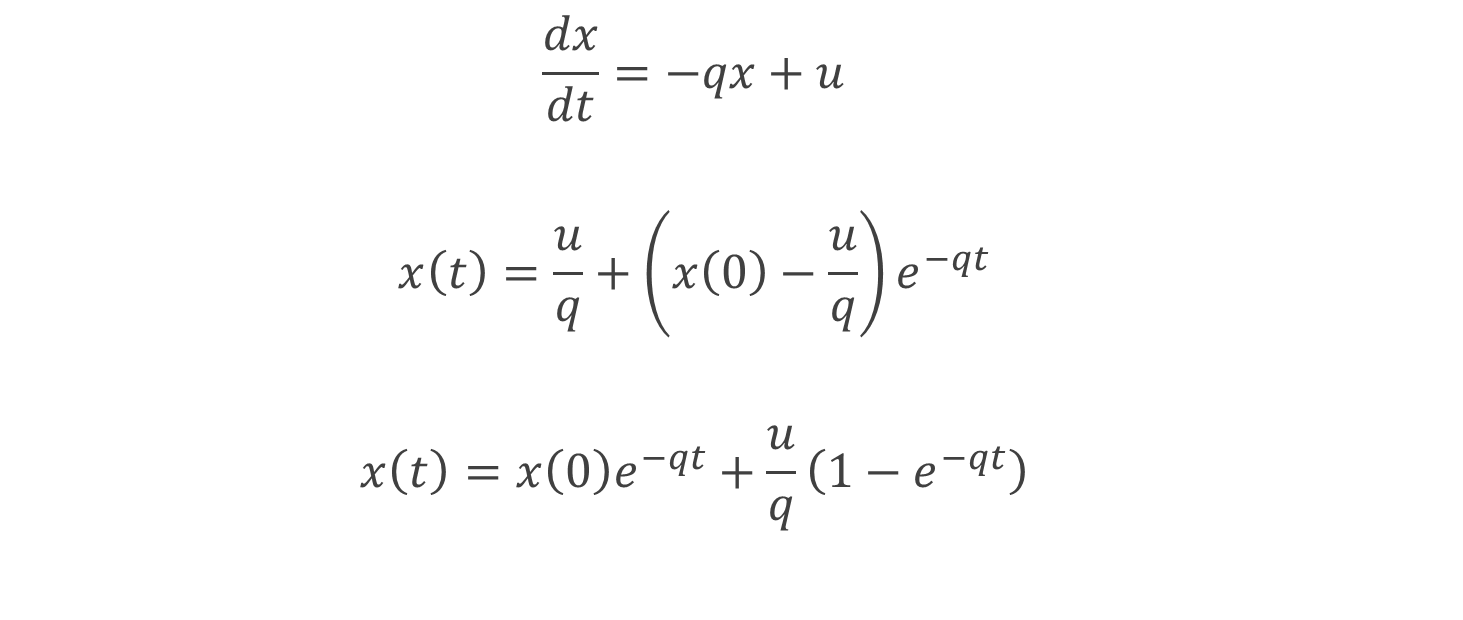 dx/dt = −qx + u
x(t) = u/q + (x(0) − u/q) e^{−qt}
x(t) = x(0)e^{−qt} + u/q (1 − e^{−qt})